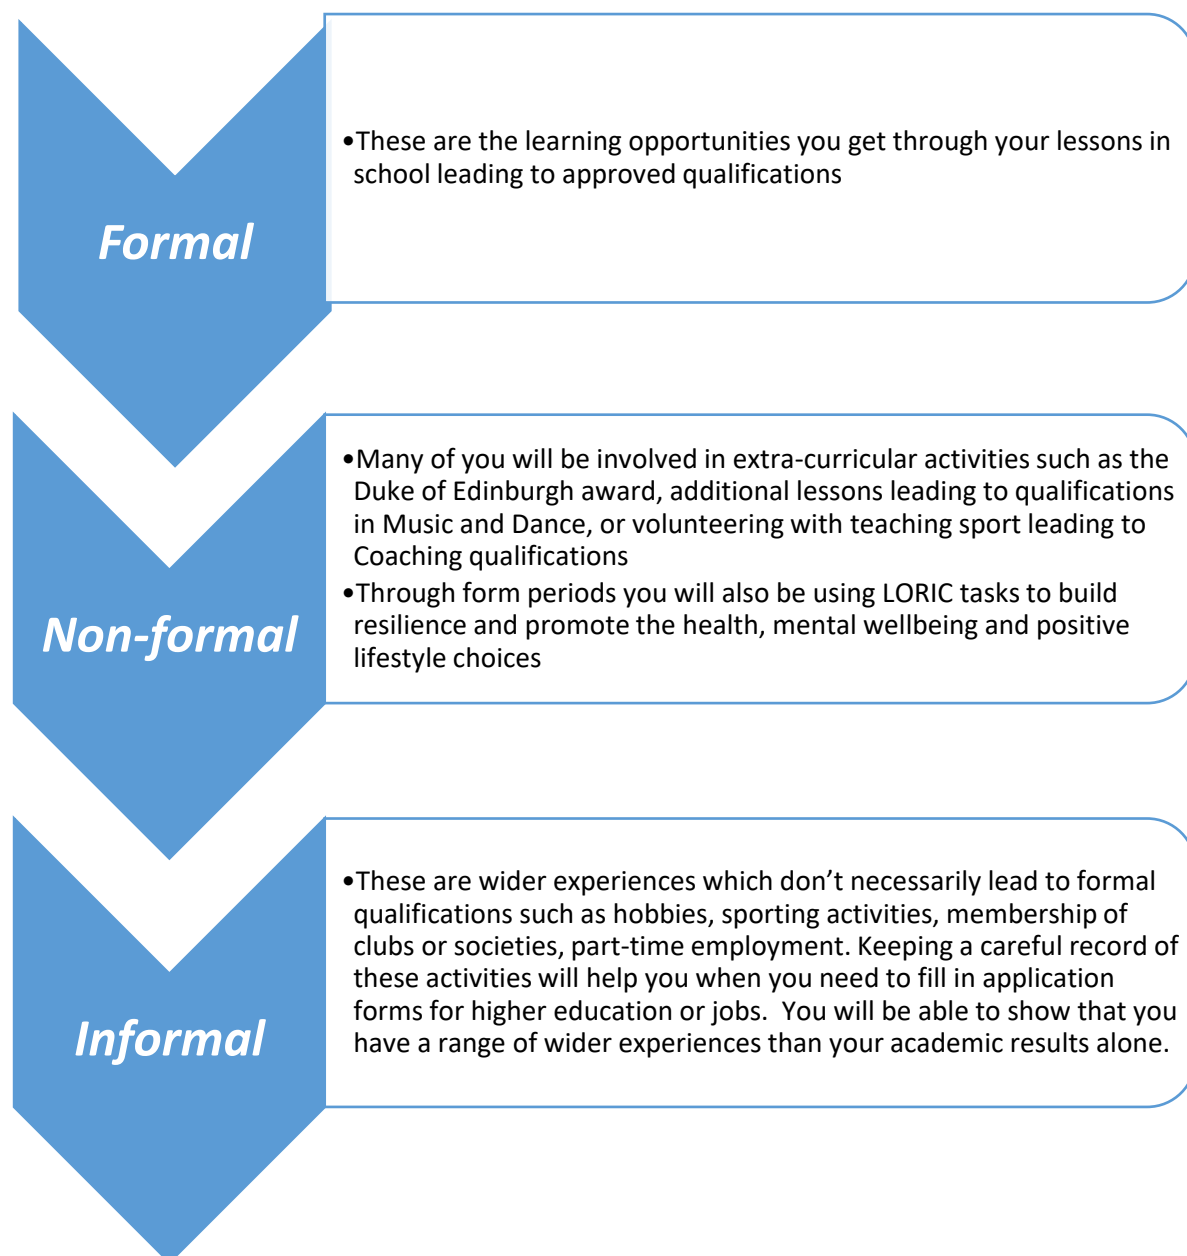 Formal
•These are the learning opportunities you get through your lessons in
school leading to approved qualifications
Non-formal
•Many of you will be involved in extra-curricular activities such as the
Duke of Edinburgh award, additional lessons leading to qualifications
in Music and Dance, or volunteering with teaching sport leading to
Coaching qualifications
•Through form periods you will also be using LORIC tasks to build
resilience and promote the health, mental wellbeing and positive
lifestyle choices
Informal
•These are wider experiences which don’t necessarily lead to formal
qualifications such as hobbies, sporting activities, membership of
clubs or societies, part-time employment. Keeping a careful record of
these activities will help you when you need to fill in application
forms for higher education or jobs.  You will be able to show that you
have a range of wider experiences than your academic results alone.